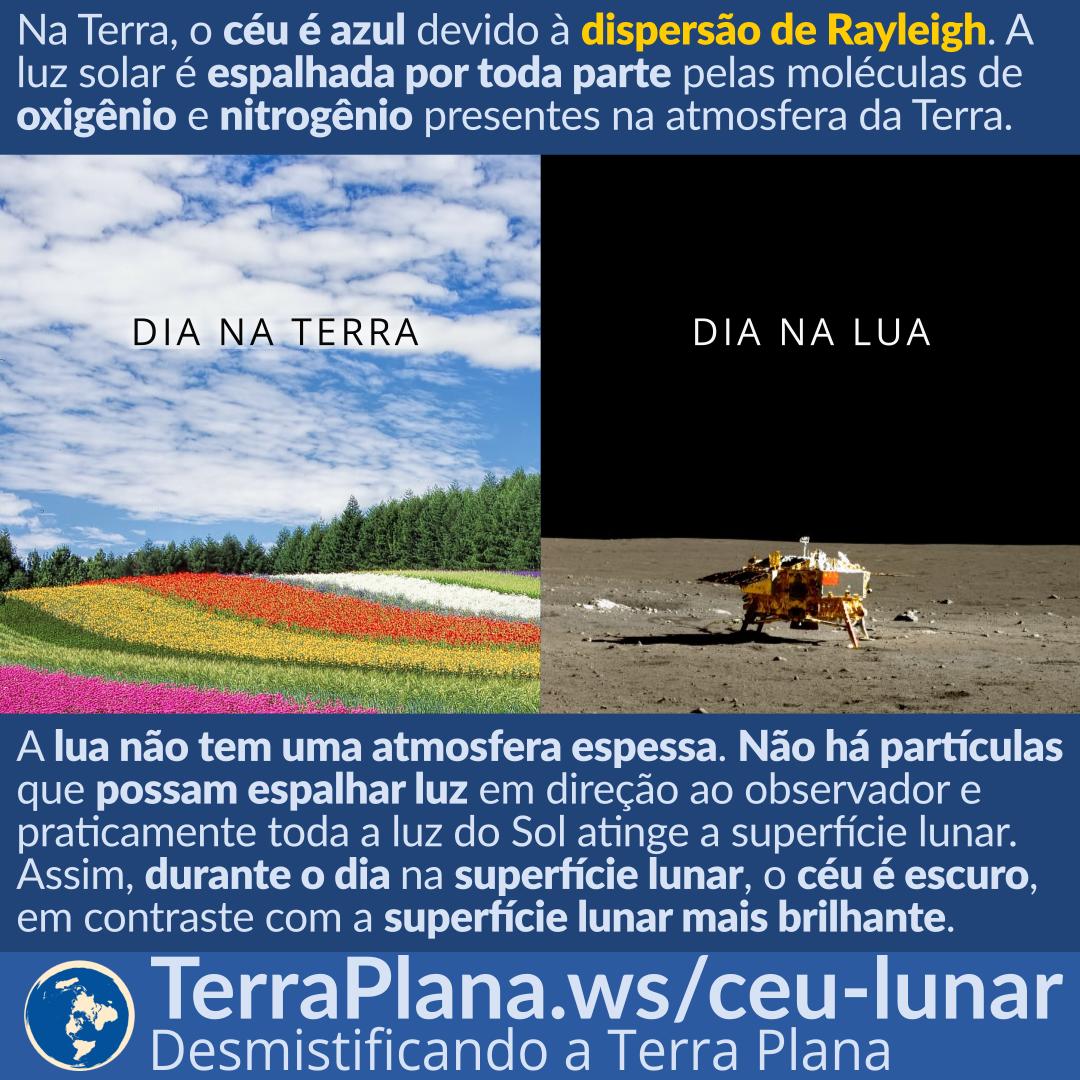 Na Terra, o céu é azul devido à dispersão de Rayleigh. A
luz solar é espalhada por toda parte pelas moléculas de
oxigênio e nitrogênio presentes na atmosfera da Terra.
DIA NA TERRA
DIA NA LUA
A lua não tem uma atmosfera espessa. Não há partículas
que possam espalhar luz em direção ao observador e
praticamente toda a luz do Sol atinge a superfície lunar.
Assim, durante o dia na superfície lunar, o céu é escuro,
em contraste com a superfície lunar mais brilhante.
TerraPlana.ws/ceu-lunar
Desmistificando a Terra Plana